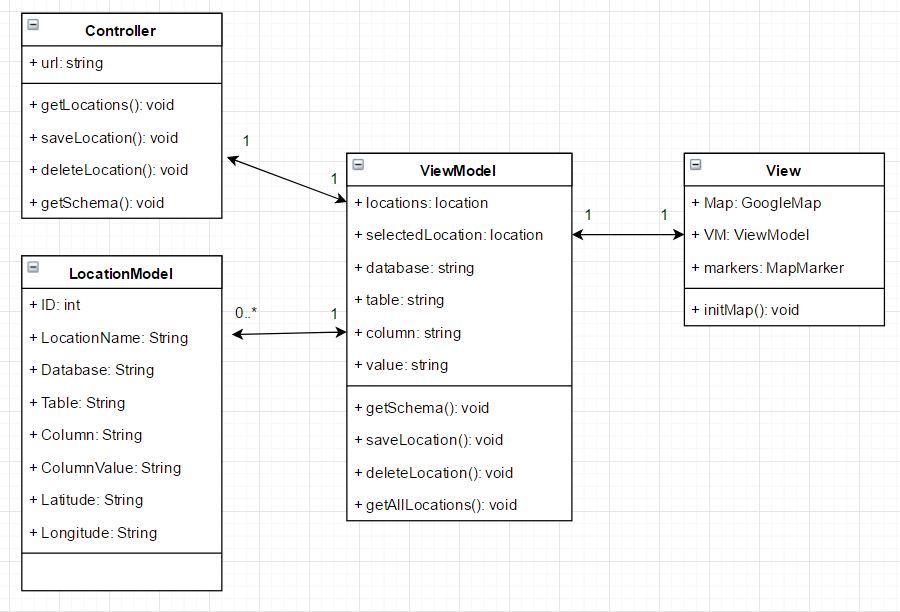 Controller
+ url: string
+ getLocations(): void
+ saveLocation(): void
+ deleteLocation(): void
+ getSchema(): void
LocationModel
+ ID: int
+ LocationName: String
+ Database: String
+ Table: String
+ Column: String
+ ColumnValue: String
+ Latitude: String
+ Longitude: String
1
1
0..*
1
ViewModel
+ locations: location
+ selectedLocation: location
+ database: string
+ table: string
+ column: string
+ value: string
+ getSchema(): void
+ saveLocation(): void
+ deleteLocation(): void
+ getAllLocations(): void
1
1
View
+ Map: GoogleMap
+ VM: ViewModel
+ markers: MapMarker
+ initMap(): void